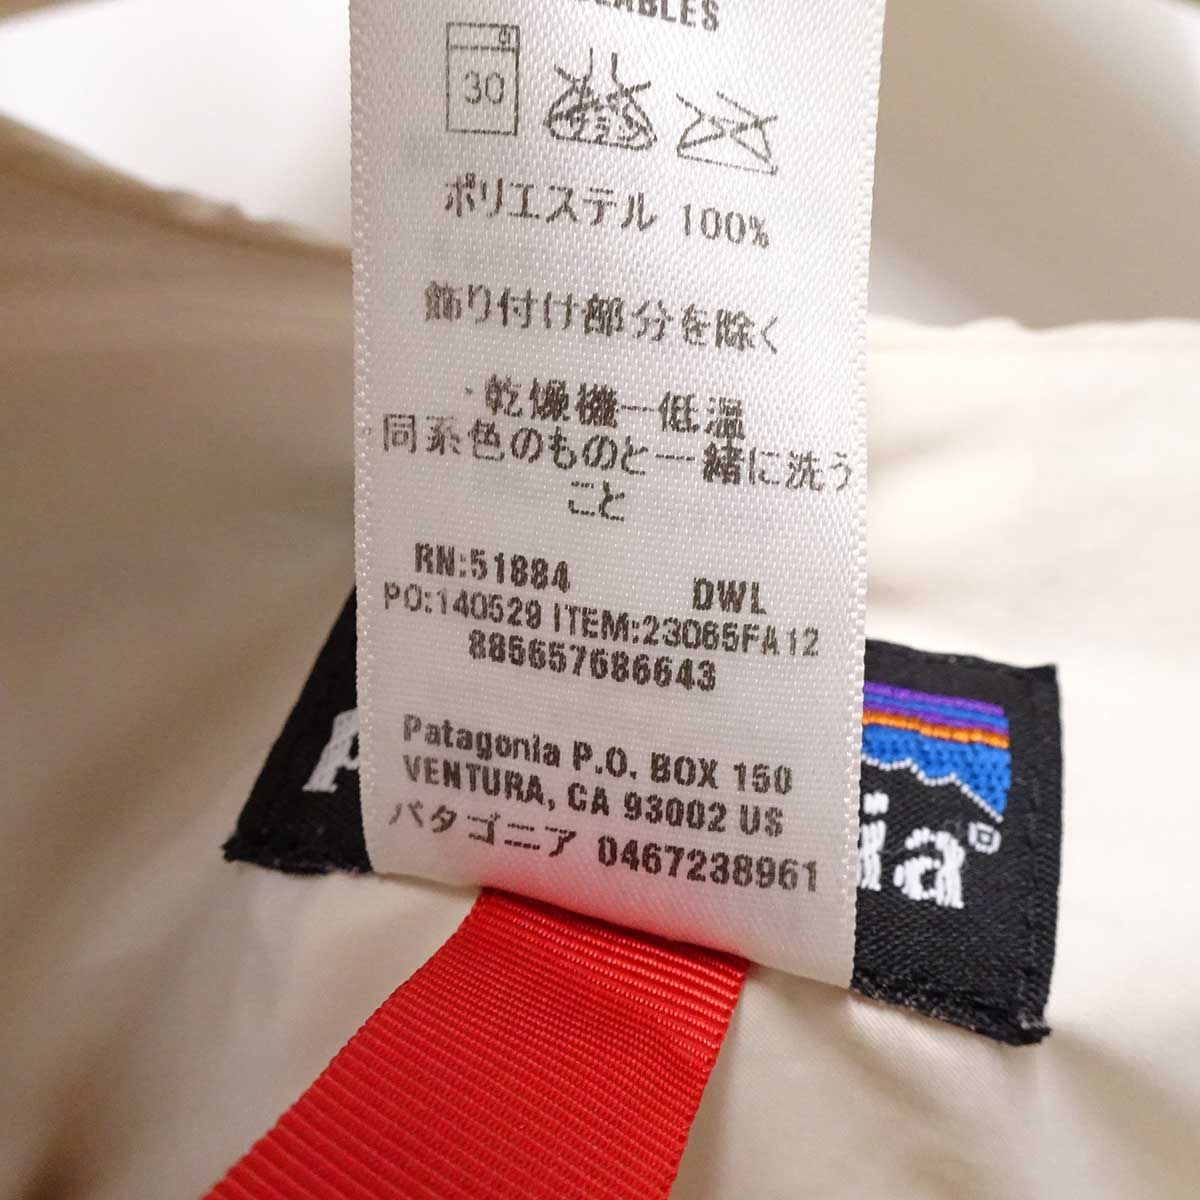 30
ポリエステル 100%
飾り付け部分を除く
乾燥機一低温
同系色のものと一緒に洗う
こと
RN:51884 DWL
PO:140529 ITEM:23065FA12
885657686643
Patagonia P.O. BOX 150
VENTURA, CA 93002 US
パタゴニア 0467238961